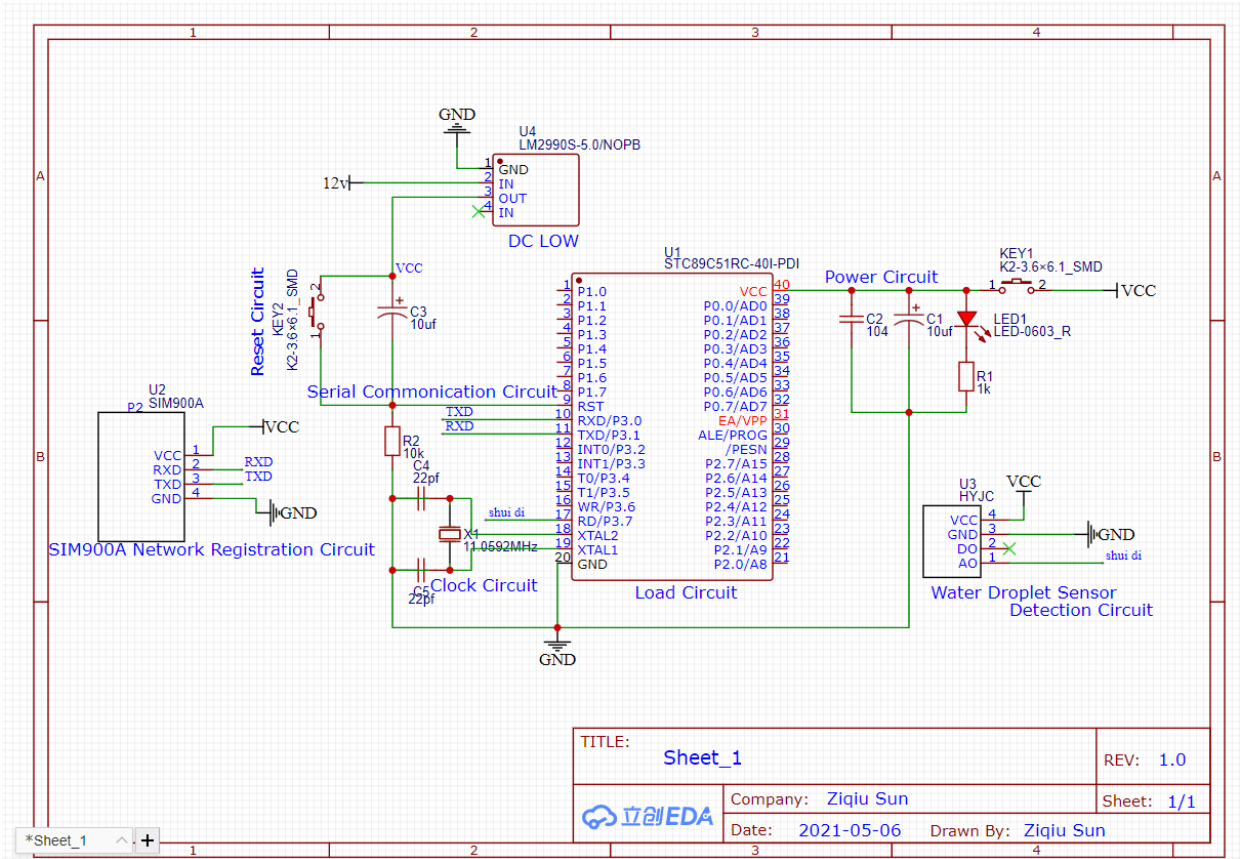 1 2 3 4
A
B
A
B
GND
U4
LM2990S-5.0/NOPB
1 GND
12v 2 IN
3 OUT
4 IN
DC LOW
VCC
Reset Circuit
KEY2
K2-3.6×6.1_SMD
2
1
C3
10uf
U1
STC89C51RC-40I-PDI
1 P1.0
2 P1.1
3 P1.2
4 P1.3
5 P1.4
6 P1.5
7 P1.6
8 P1.7
9 RST
10 RXD/P3.0
11 TXD/P3.1
12 INT0/P3.2
13 INT1/P3.3
14 T0/P3.4
15 T1/P3.5
16 WR/P3.6
17 RD/P3.7
18 XTAL2
19 XTAL1
20 GND
VCC 40
P0.0/AD0 39
P0.1/AD1 38
P0.2/AD2 37
P0.3/AD3 36
P0.4/AD4 35
P0.5/AD5 34
P0.6/AD6 33
P0.7/AD7 32
EA/VPP 31
ALE/PROG 30
/PESN 29
P2.7/A15 28
P2.6/A14 27
P2.5/A13 26
P2.4/A12 25
P2.3/A11 24
P2.2/A10 23
P2.1/A9 22
P2.0/A8 21
Load Circuit
Power Circuit
KEY1
K2-3.6×6.1_SMD
1 2
VCC
C2
104
C1
10uf
LED1
LED-0603_R
R1
1k
Serial Communication Circuit
TXD
RXD
U2
P2 SIM900A
VCC 1
RXD 2
TXD 3
GND 4
VCC
RXD
TXD
GND
SIM900A Network Registration Circuit
R2
10k
C4
22pf
shui di
X1
11.0592MHz
C5
22pf
Clock Circuit
GND
U3
HYJC
VCC
VCC 4
GND 3
DO 2
AO 1
GND
shui di
Water Droplet Sensor
Detection Circuit
TITLE:
Sheet_1
REV: 1.0
立创EDA
Company: Ziqiu Sun
Sheet: 1/1
Date: 2021-05-06 Drawn By: Ziqiu Sun
*Sheet_1 +
1 2 3 4